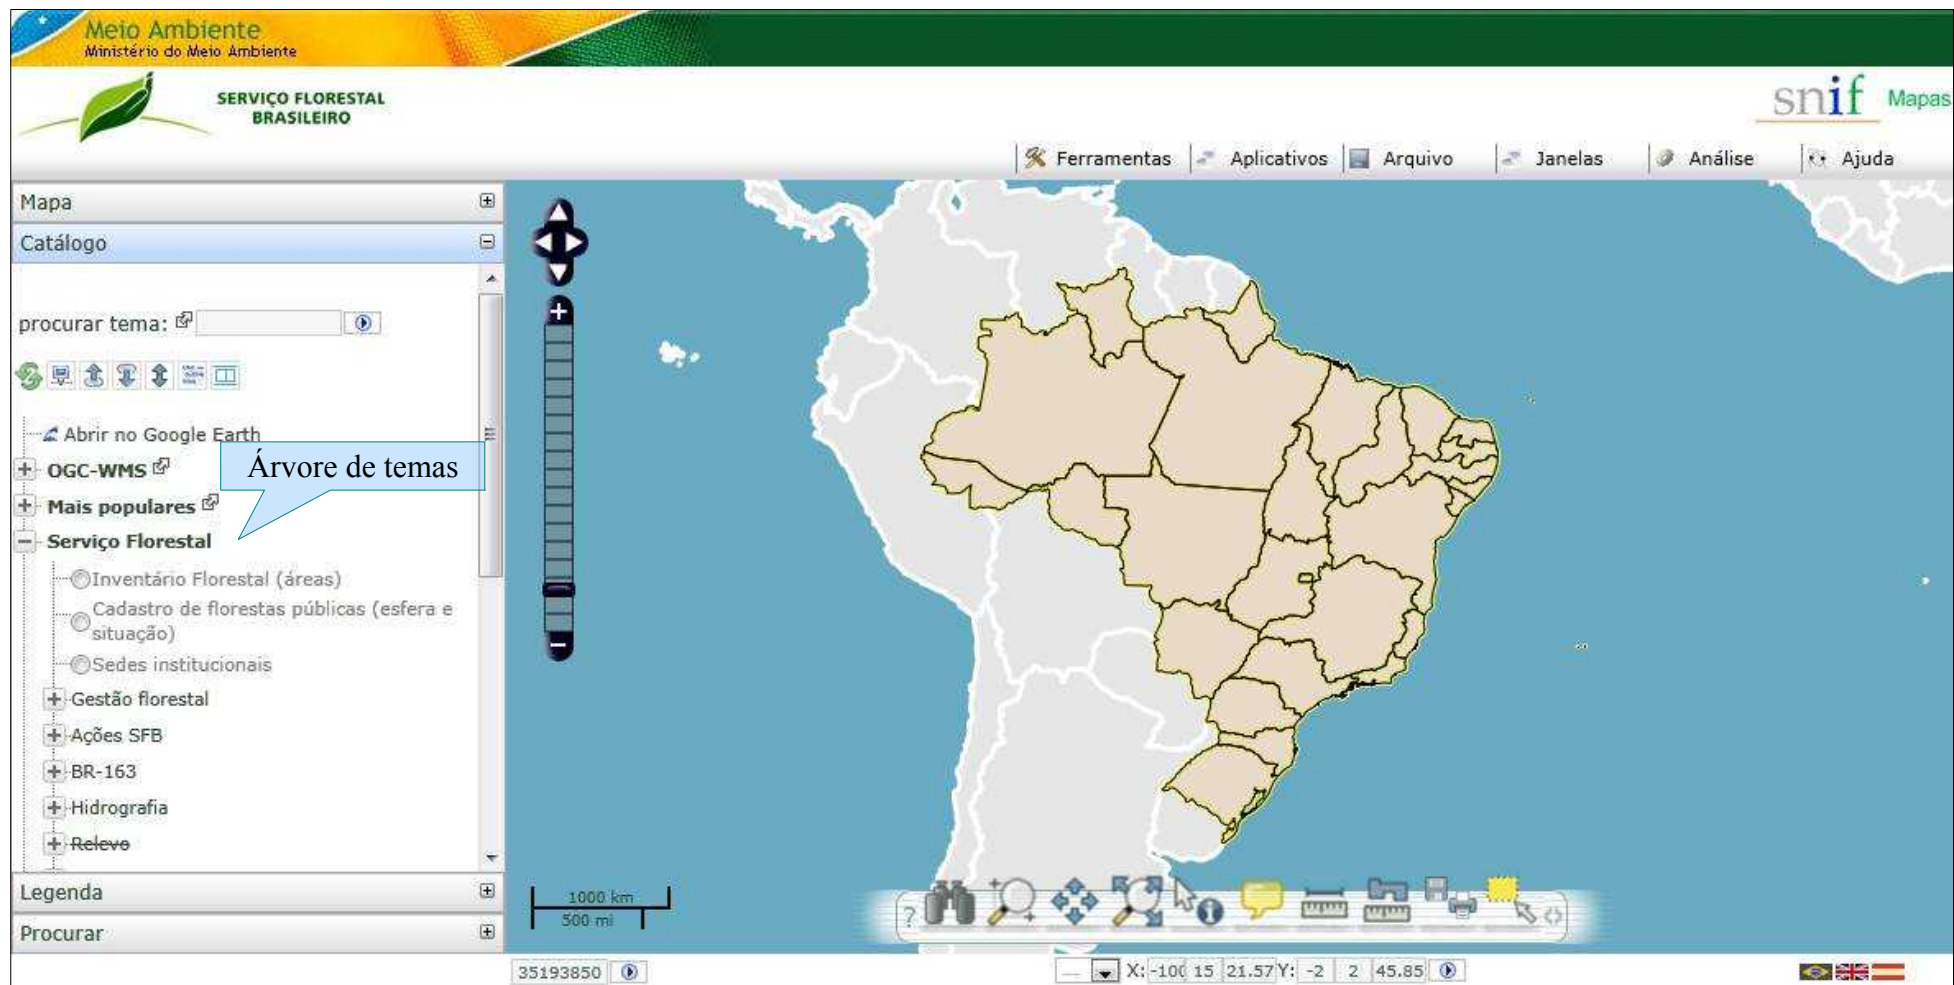 Meio Ambiente
Ministério do Meio Ambiente
SERVIÇO FLORESTAL
BRASILEIRO
snif Mapas
Ferramentas Aplicativos Arquivo Janelas Análise Ajuda
Mapa
Catálogo
procurar tema:
Abrir no Google Earth
OGC-WMS
Árvore de temas
Mais populares
Serviço Florestal
Inventário Florestal (áreas)
Cadastro de florestas públicas (esfera e
situação)
Sedes institucionais
Gestão florestal
Ações SFB
BR-163
Hidrografia
Relevo
Legenda
Procurar
1000 km
500 mi
?
35193850
X: -100 15 21.57 Y: -2 2 45.85